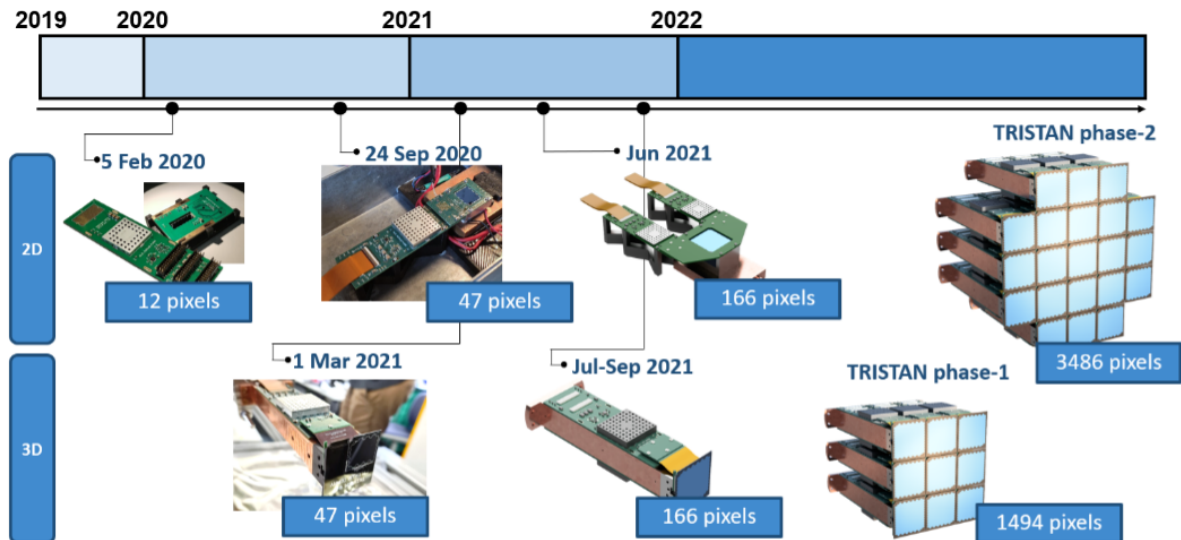 2019
2020
2021
2022
TRISTAN phase-2
5 Feb 2020
24 Sep 2020
Jun 2021
2D
12 pixels
47 pixels
166 pixels
3486 pixels
1 Mar 2021
Jul-Sep 2021
TRISTAN phase-1
3D
47 pixels
166 pixels
1494 pixels